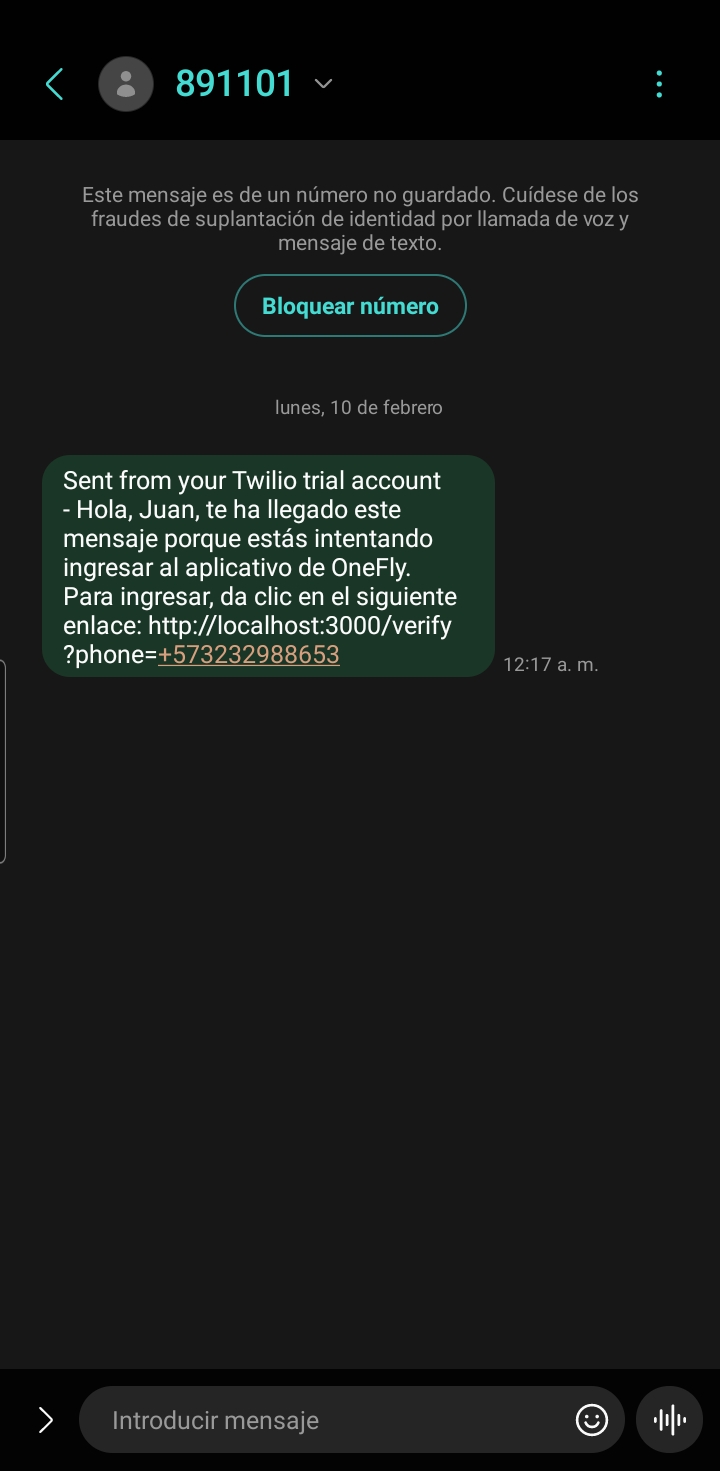 891101
Este mensaje es de un número no guardado. Cuídese de los
fraudes de suplantación de identidad por llamada de voz y
mensaje de texto.
Bloquear número
lunes, 10 de febrero
Sent from your Twilio trial account
- Hola, Juan, te ha llegado este
mensaje porque estás intentando
ingresar al aplicativo de OneFly.
Para ingresar, da clic en el siguiente
enlace: http://localhost:3000/verify
?phone=+573232988653
12:17 a. m.
Introducir mensaje